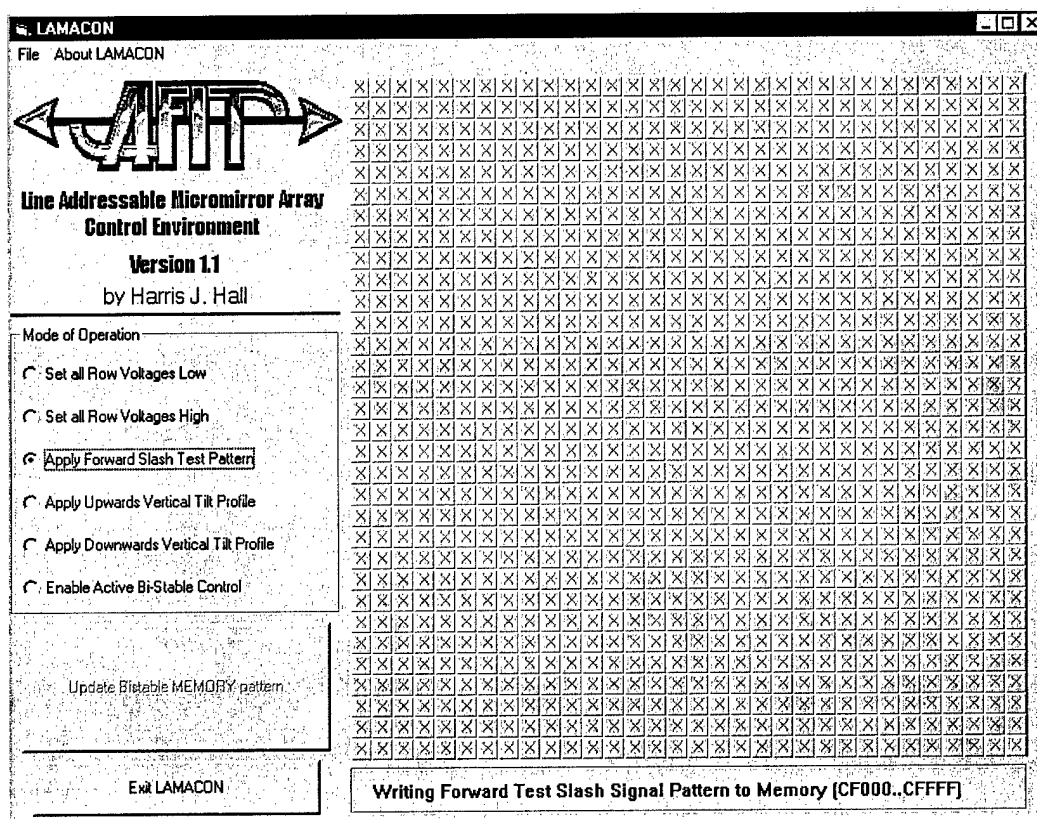 LAMACON
File About LAMACON
AFIT
Line Addressable Micromirror Array
Control Environment
Version 1.1
by Harris J. Hall
Mode of Operation
Set all Row Voltages Low
Set all Row Voltages High
Apply Forward Slash Test Pattern
Apply Upwards Vertical Tilt Profile
Apply Downwards Vertical Tilt Profile
Enable Active Bi-Stable Control
Update Bistable MEMORY pattern
Exit LAMACON
Writing Forward Test Slash Signal Pattern to Memory (CF000..CFFFF)